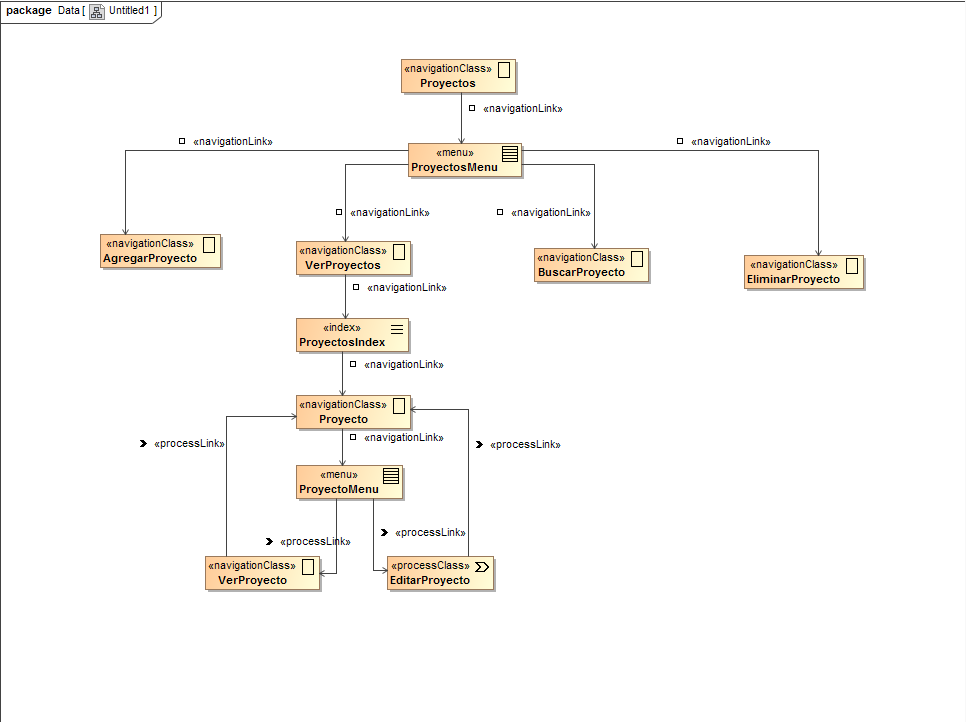 package Data [ Untitled1 ]
«navigationClass»
Proyectos
«navigationLink»
«navigationLink»
«navigationLink»
«menu»
ProyectosMenu
«navigationLink»
«navigationLink»
«navigationClass»
AgregarProyecto
«navigationClass»
VerProyectos
«navigationClass»
BuscarProyecto
«navigationClass»
EliminarProyecto
«navigationLink»
«index»
ProyectosIndex
«navigationLink»
«navigationClass»
Proyecto
«processLink»
«navigationLink»
«processLink»
«menu»
ProyectoMenu
«processLink»
«processLink»
«navigationClass»
VerProyecto
«processClass»
EditarProyecto